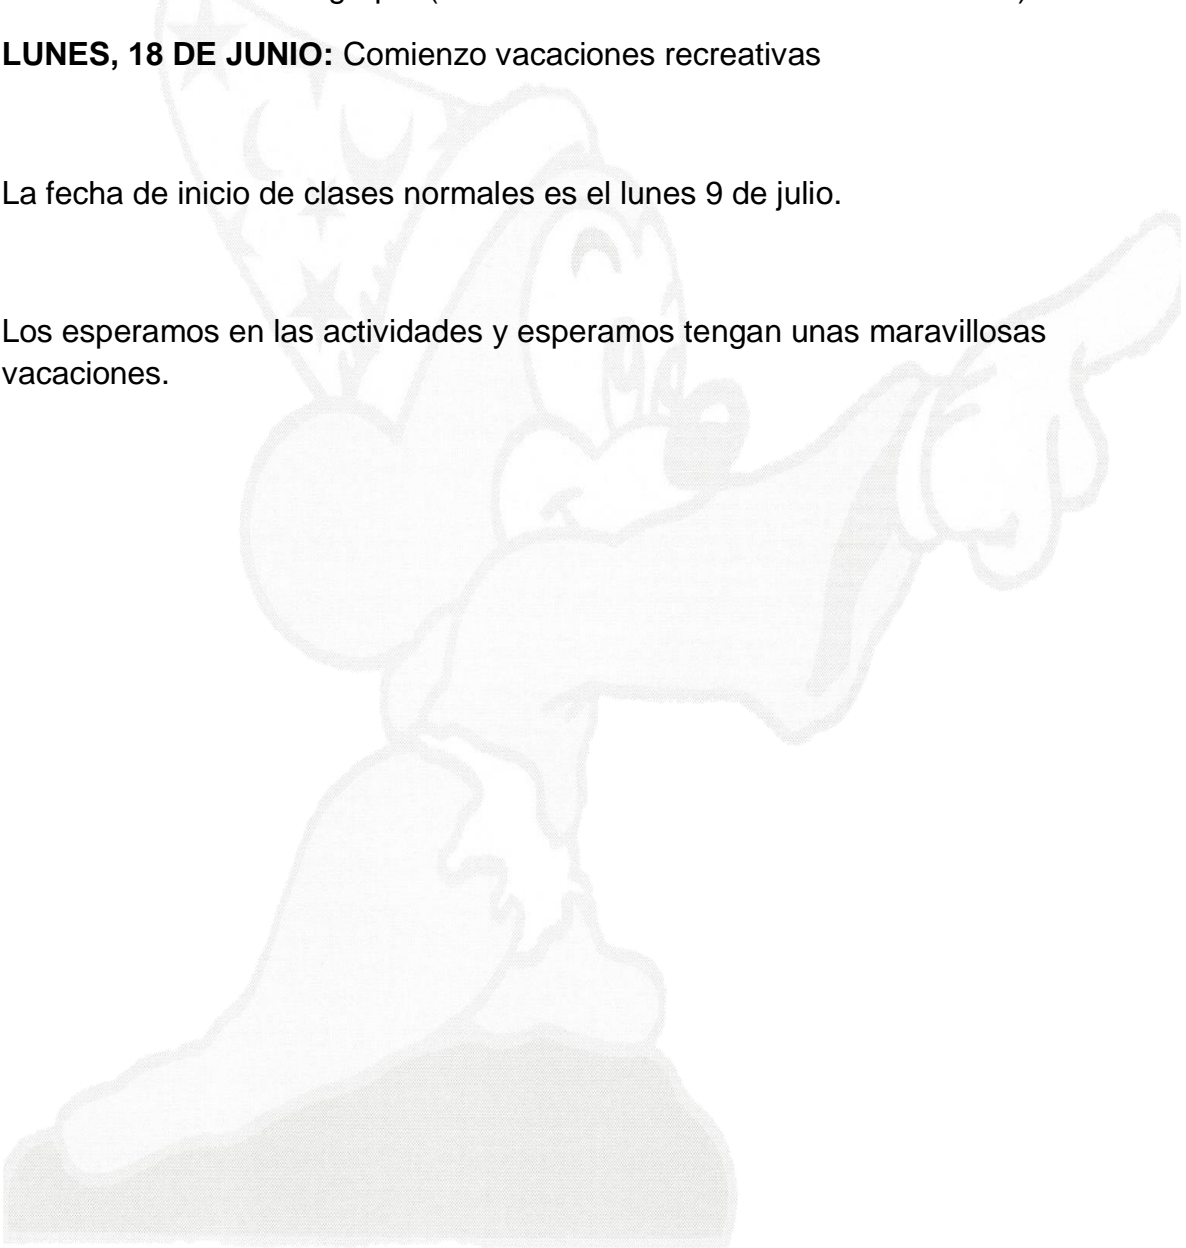 LUNES, 18 DE JUNIO: Comienzo vacaciones recreativas
La fecha de inicio de clases normales es el lunes 9 de julio.
Los esperamos en las actividades y esperamos tengan unas maravillosas
vacaciones.